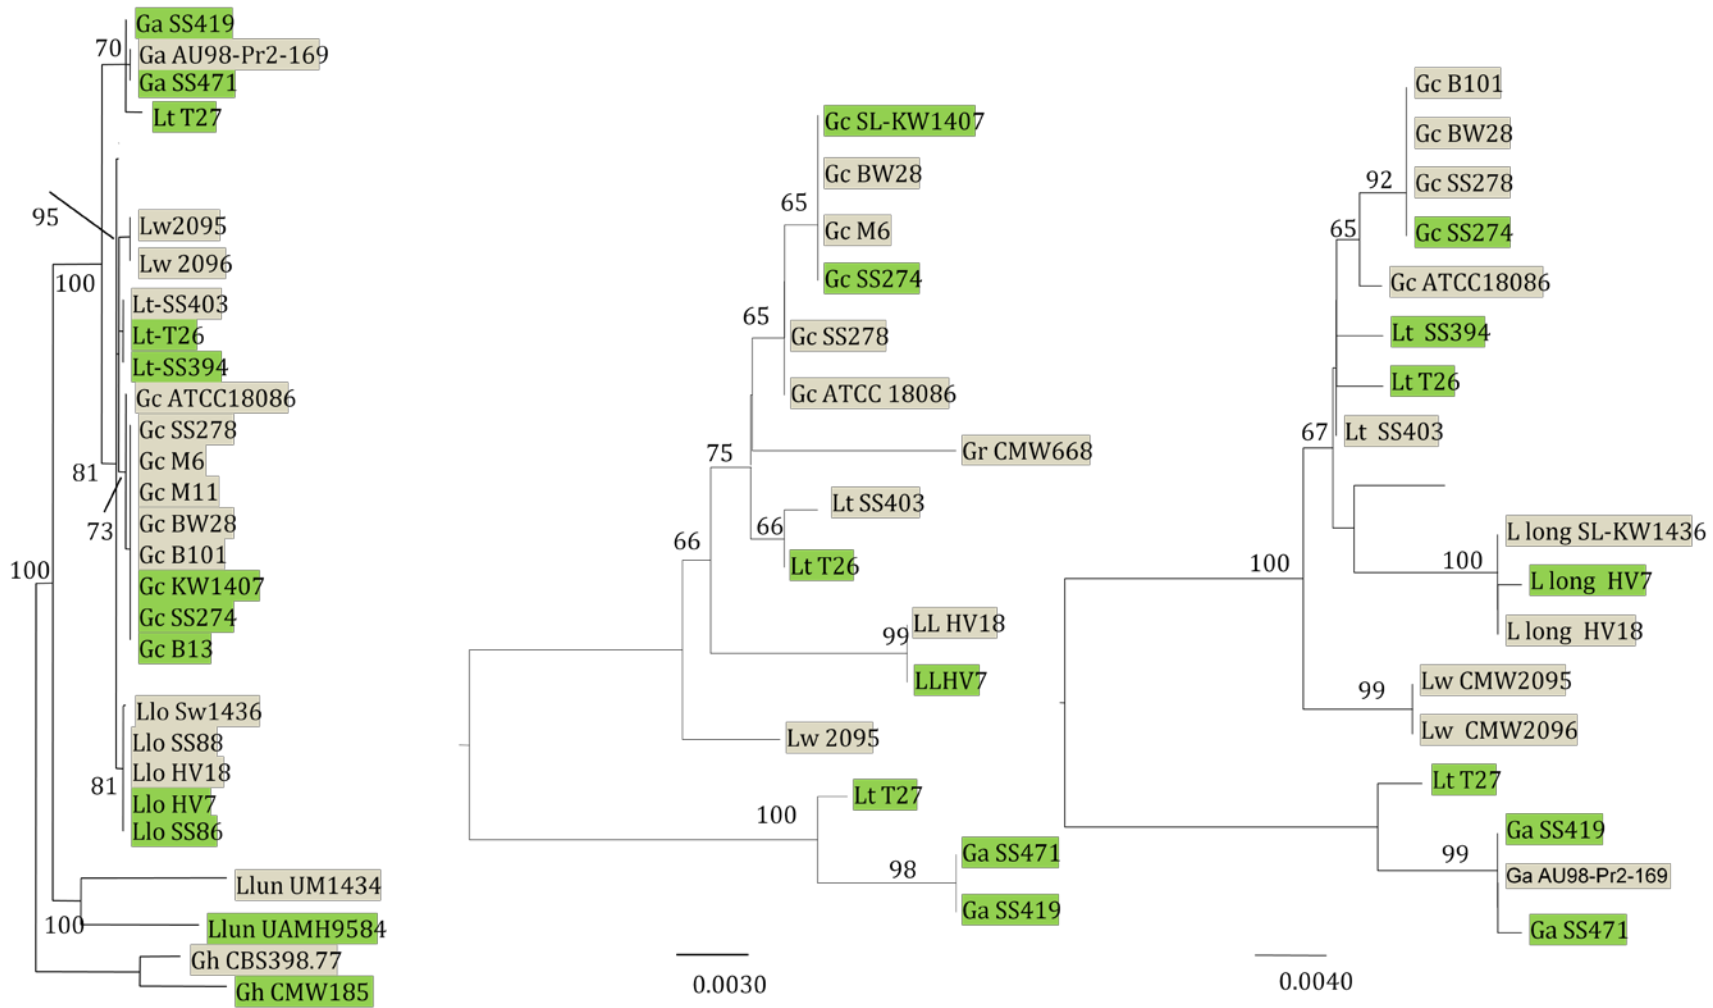 Ga SS419
70
Ga AU98-Pr2-169
Ga SS471
Lt T27
95
Lw2095
Lw 2096
100
Lt-SS403
Lt-T26
Lt-SS394
Gc ATCC18086
Gc SS278
Gc M6
81
Gc M11
73
Gc BW28
Gc B101
100
Gc KW1407
Gc SS274
Gc B13
Llo Sw1436
Llo SS88
Llo HV18
81
Llo HV7
Llo SS86
Llun UM1434
100
Llun UAMH9584
Gh CBS398.77
Gh CMW185
Gc SL-KW1407
Gc BW28
65
Gc M6
Gc SS274
65
Gc SS278
Gc ATCC 18086
75
Gr CMW668
Lt SS403
66
66
Lt T26
LL HV18
99
LLHV7
Lw 2095
Lt T27
100
Ga SS471
98
Ga SS419
0.0030
Gc B101
Gc BW28
92
Gc SS278
65
Gc SS274
Gc ATCC18086
Lt SS394
Lt T26
67
Lt SS403
L long SL-KW1436
100
100
L long HV7
L long HV18
Lw CMW2095
99
Lw CMW2096
Lt T27
Ga SS419
99
Ga AU98-Pr2-169
Ga SS471
0.0040